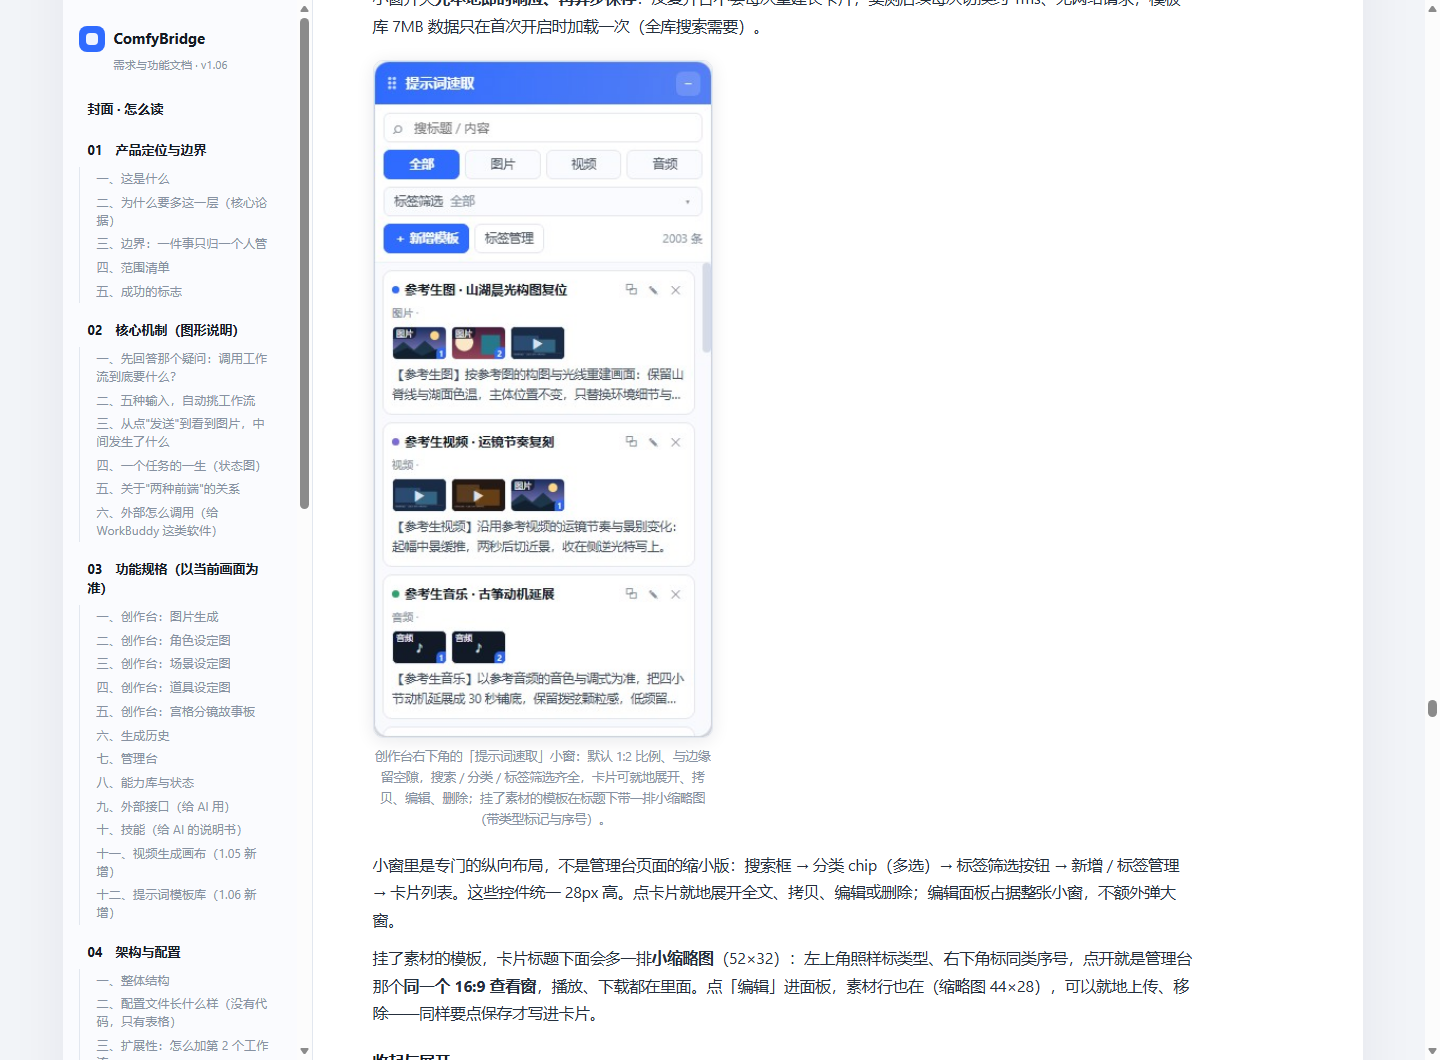 ComfyBridge
需求与功能文档 · v1.06
封面 · 怎么读
01 产品定位与边界
一、这是什么
二、为什么要多这一层（核心论
据）
三、边界：一件事只归一个人管
四、范围清单
五、成功的标志
02 核心机制（图形说明）
一、先回答那个疑问：调用工作
流到底要什么？
二、五种输入，自动挑工作流
三、从点"发送"到看到图片，中
间发生了什么
四、一个任务的一生（状态图）
五、关于"两种前端"的关系
六、外部怎么调用（给
WorkBuddy 这类软件）
03 功能规格（以当前画面为
准）
一、创作台：图片生成
二、创作台：角色设定图
三、创作台：场景设定图
四、创作台：道具设定图
五、创作台：宫格分镜故事板
六、生成历史
七、管理台
八、能力库与状态
九、外部接口（给 AI 用）
十、技能（给 AI 的说明书）
十一、视频生成画布（1.05 新
增）
十二、提示词模板库（1.06 新
增）
04 架构与配置
一、整体结构
二、配置文件长什么样（没有代
码，只有表格）
三、扩展性：怎么加第 2 个工作
库 7MB 数据只在首次开启时加载一次（全库搜索需要）。
提示词速取
搜标题 / 内容
全部 图片 视频 音频
标签筛选 全部
+ 新增模板 标签管理 2003 条
参考生图 · 山湖晨光构图复位
图片 ·
图片 1 图片 2
【参考生图】按参考图的构图与光线重建画面：保留山
脊线与湖面色温，主体位置不变，只替换环境细节与...
参考生视频 · 运镜节奏复刻
视频 ·
图片 1
【参考生视频】沿用参考视频的运镜节奏与景别变化：
起幅中景缓推，两秒后切近景，收在侧逆光特写上。
参考生音乐 · 古筝动机延展
音频 ·
音频 1 音频 2
【参考生音乐】以参考音频的音色与调式为准，把四小
节动机延展成 30 秒铺底，保留拨弦颗粒感，低频留...
创作台右下角的「提示词速取」小窗：默认 1:2 比例、与边缘
留空隙，搜索 / 分类 / 标签筛选齐全，卡片可就地展开、拷
贝、编辑、删除；挂了素材的模板在标题下带一排小缩略图
（带类型标记与序号）。
小窗里是专门的纵向布局，不是管理台页面的缩小版：搜索框 → 分类 chip（多选）→ 标签筛选按钮 → 新增 / 标签管理
→ 卡片列表。这些控件统一 28px 高。点卡片就地展开全文、拷贝、编辑或删除；编辑面板占据整张小窗，不额外弹大
窗。
挂了素材的模板，卡片标题下面会多一排小缩略图（52×32）：左上角照样标类型、右下角标同类序号，点开就是管理台
那个同一个 16:9 查看窗，播放、下载都在里面。点「编辑」进面板，素材行也在（缩略图 44×28），可以就地上传、移
除——同样要点保存才写进卡片。